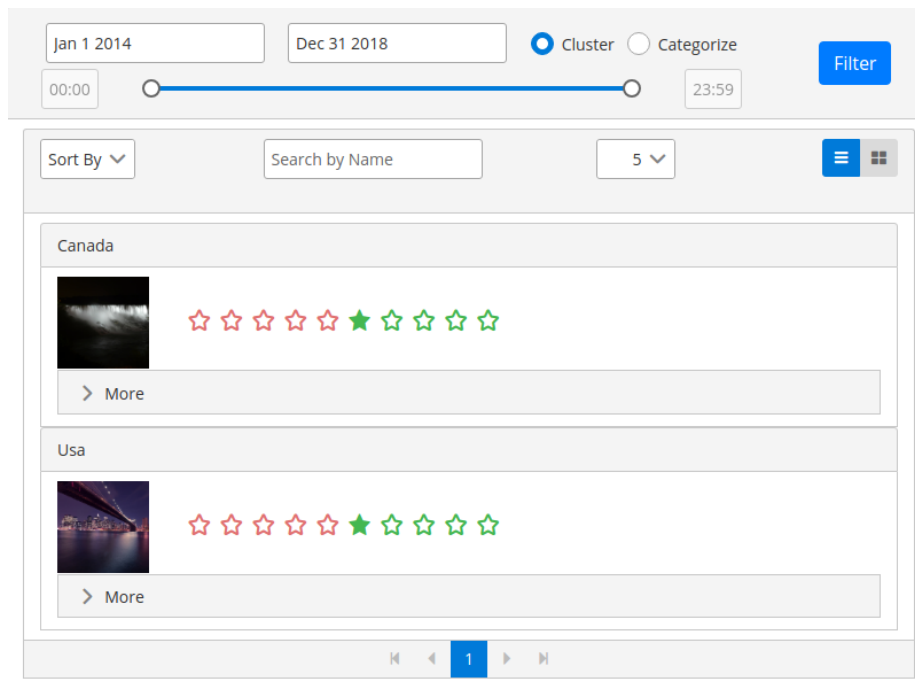 Jan 1 2014
Dec 31 2018
Cluster
Categorize
Filter
00:00
23:59
Sort By
Search by Name
5
Canada
More
Usa
More
1